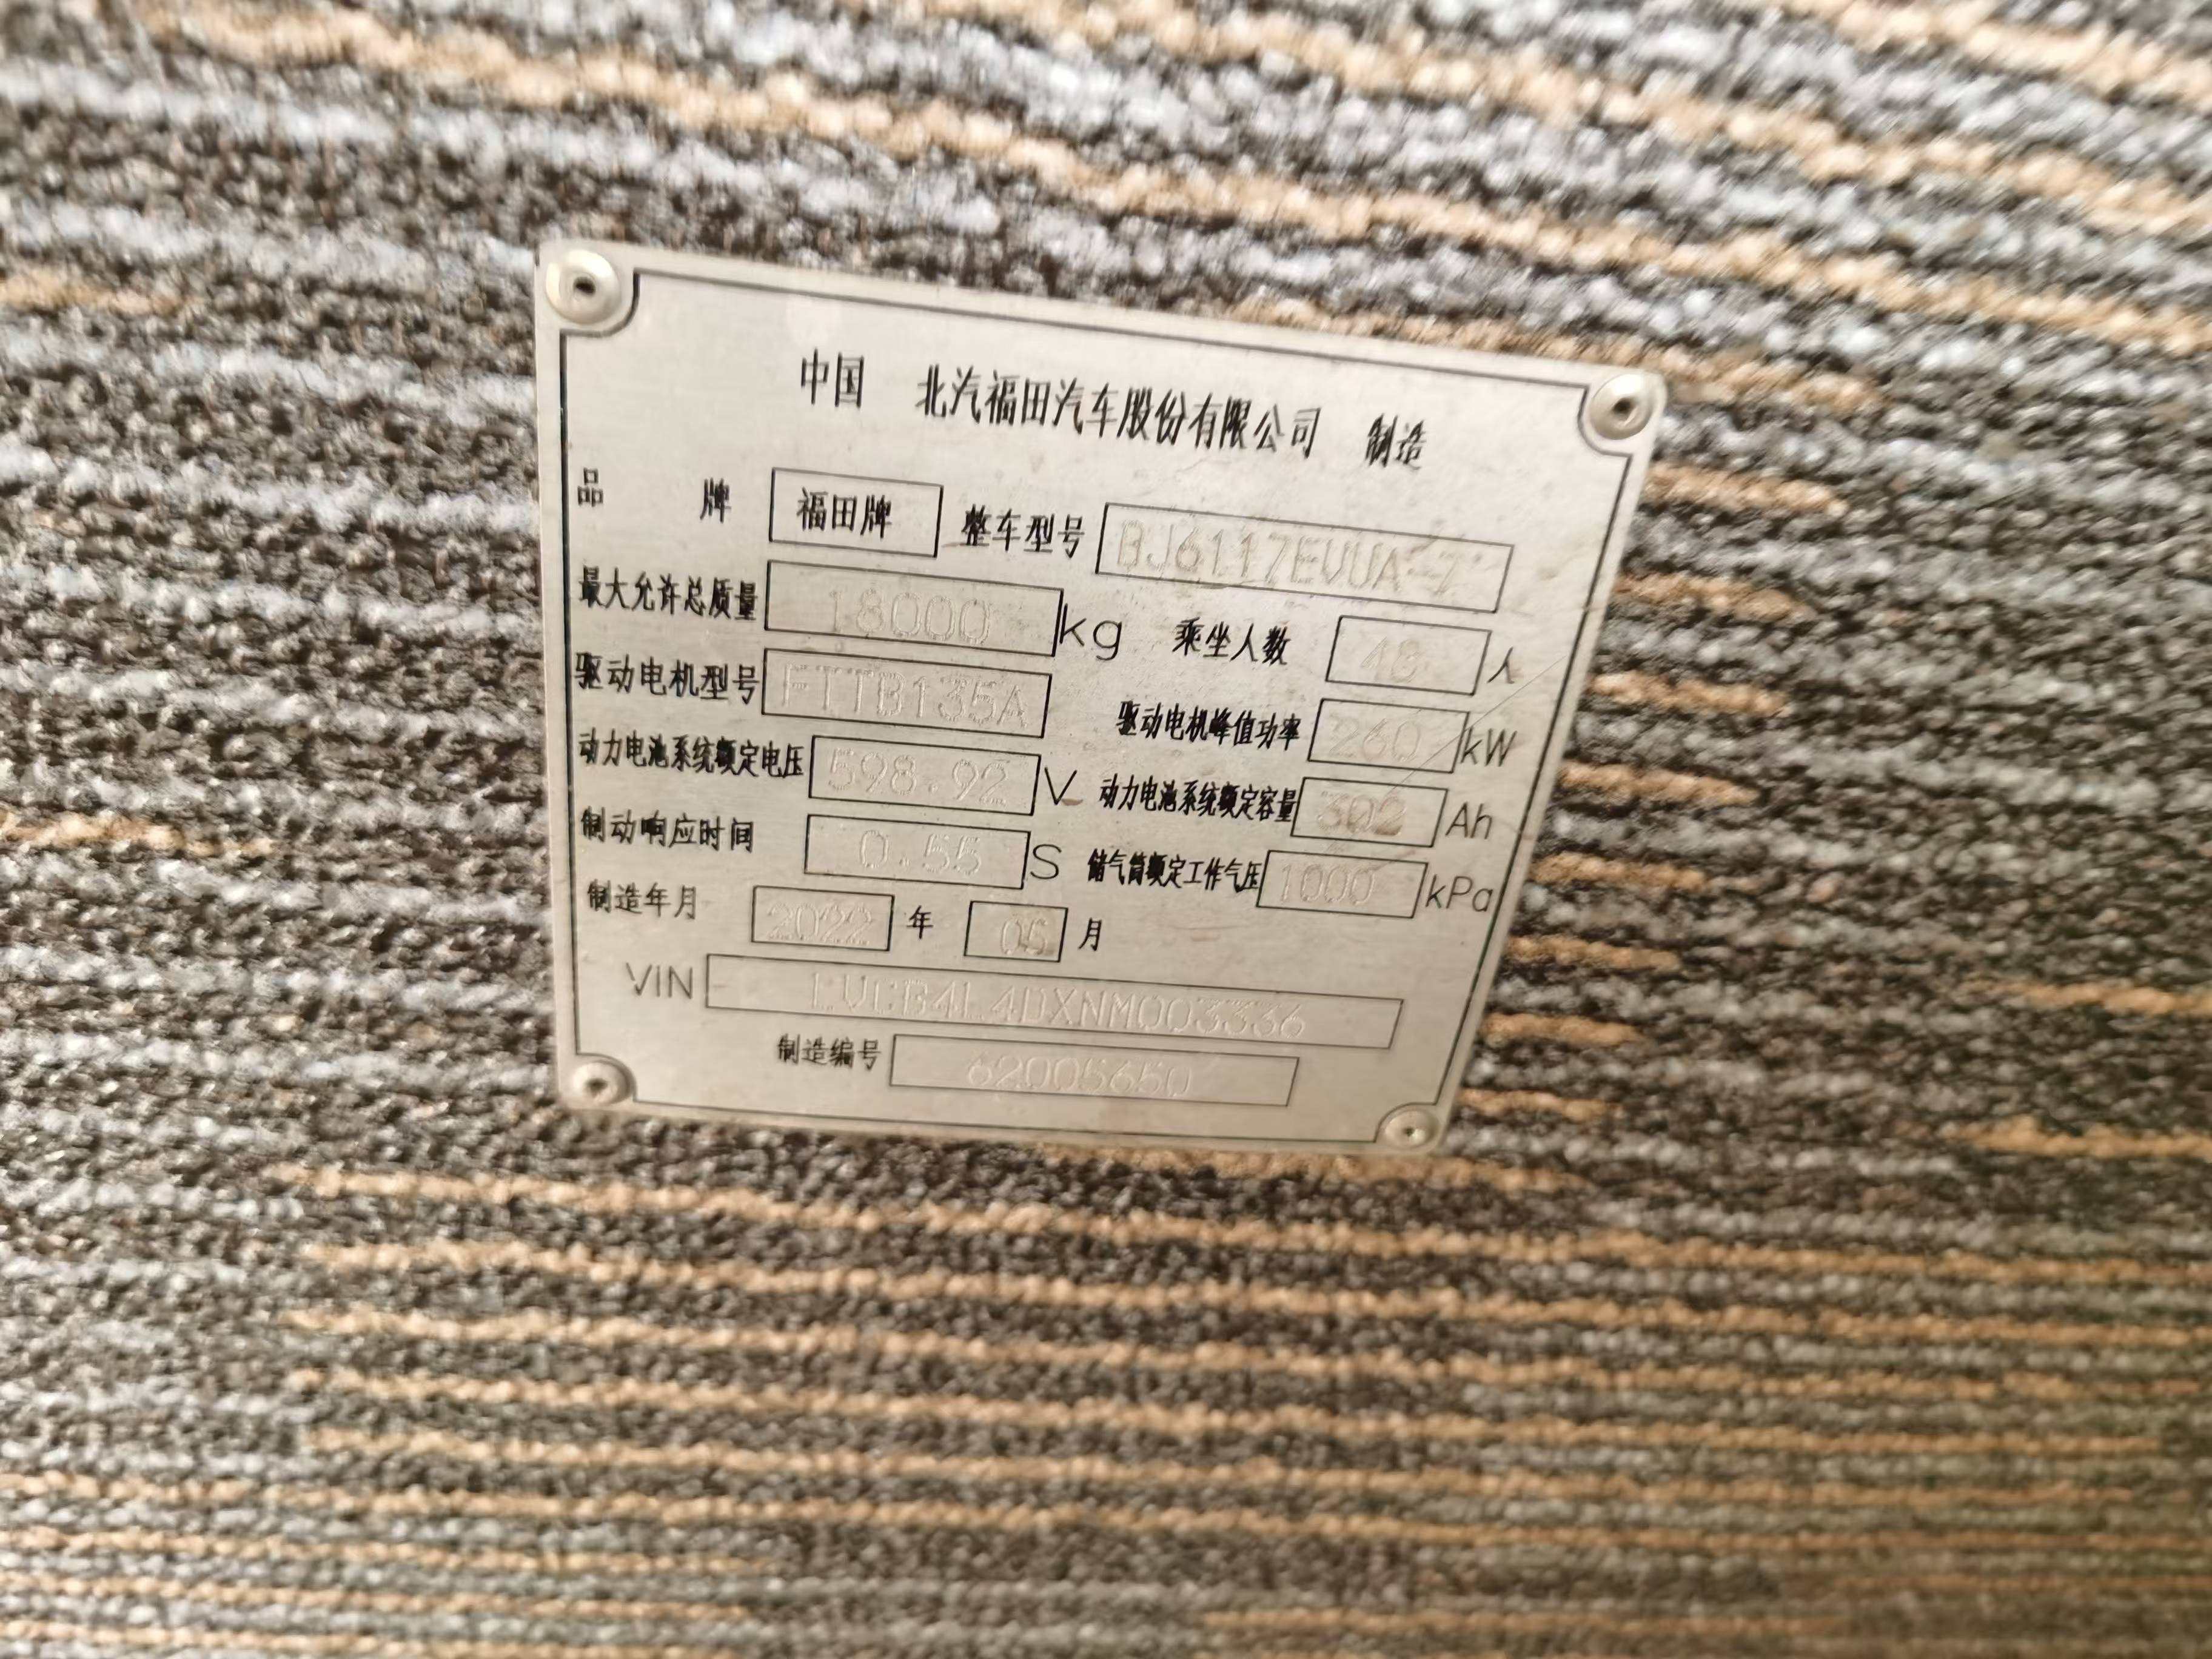 中国 北汽福田汽车股份有限公司 制造
品 牌 福田牌 整车型号 BJ6117EVUA-7
最大允许总质量 18000 kg 乘坐人数 48 人
驱动电机型号 FTTB135A 驱动电机峰值功率 260 kW
动力电池系统额定电压 598.92 V 动力电池系统额定容量 302 Ah
制动响应时间 0.55 S 储气筒额定工作气压 1000 kPa
制造年月 2022 年 06 月
VIN LVCB4L4DXNM003336
制造编号 62005650